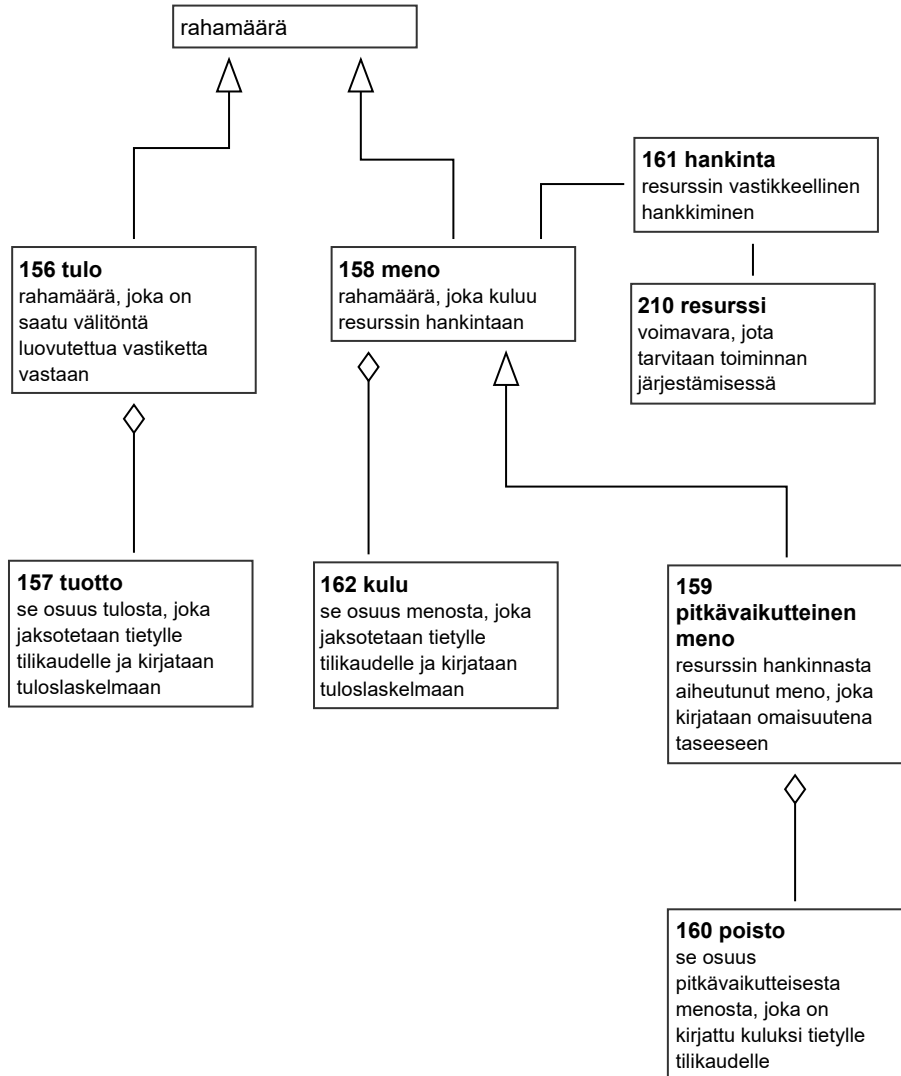 rahamäärä
161 hankinta
resurssin vastikkeellinen
hankkiminen
156 tulo
rahamäärä, joka on
saatu välitöntä
luovutettua vastiketta
vastaan
158 meno
rahamäärä, joka kuluu
resurssin hankintaan
210 resurssi
voimavara, jota
tarvitaan toiminnan
järjestämisessä
157 tuotto
se osuus tulosta, joka
jaksotetaan tietylle
tilikaudelle ja kirjataan
tuloslaskelmaan
162 kulu
se osuus menosta, joka
jaksotetaan tietylle
tilikaudelle ja kirjataan
tuloslaskelmaan
159
pitkävaikutteinen
meno
resurssin hankinnasta
aiheutunut meno, joka
kirjataan omaisuutena
taseeseen
160 poisto
se osuus
pitkävaikutteisesta
menosta, joka on
kirjattu kuluksi tietylle
tilikaudelle